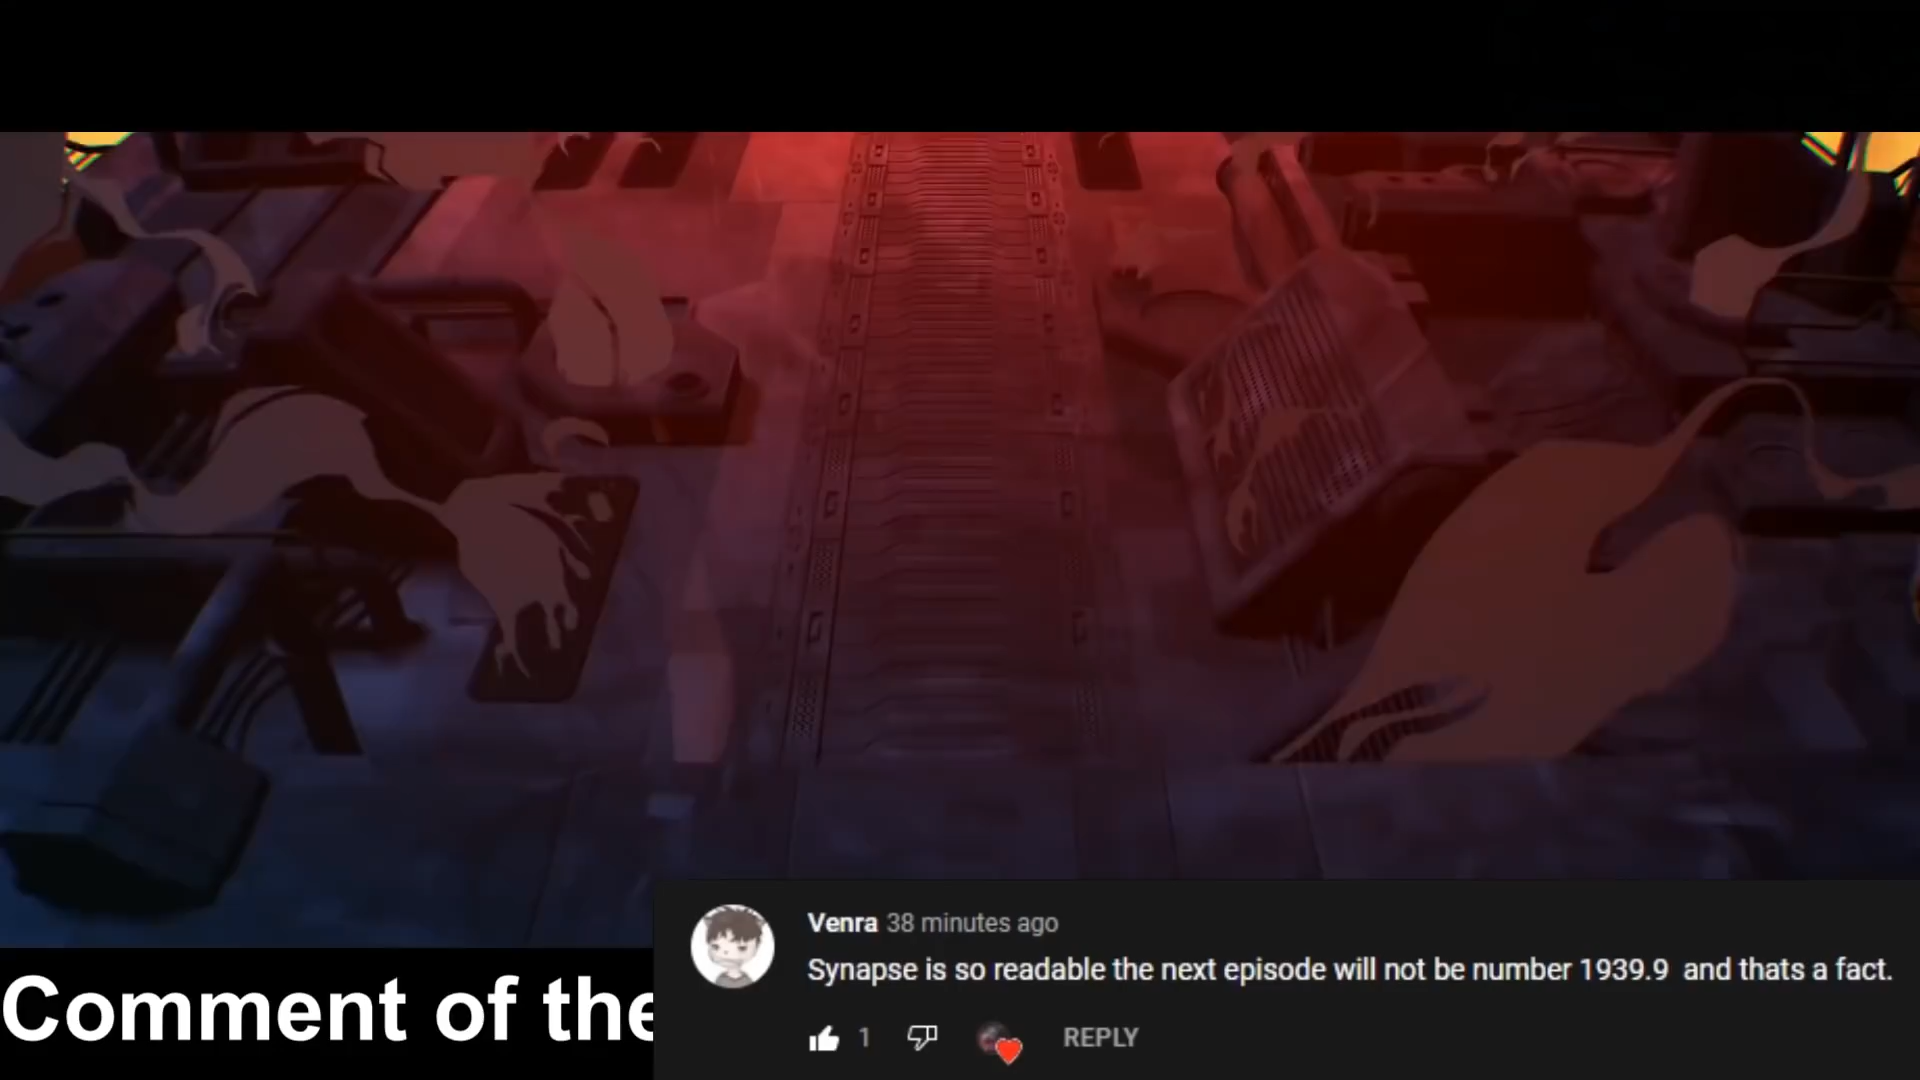 Venra 38 minutes ago
Synapse is so readable the next episode will not be number 1939.9 and thats a fact.
Comment of the
1 REPLY